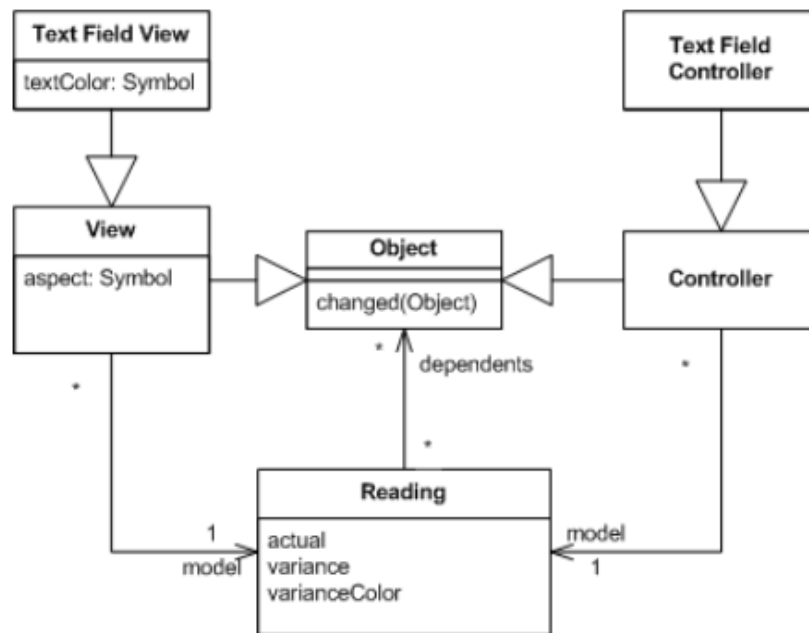 Text Field View
textColor: Symbol
Text Field
Controller
View
aspect: Symbol
Object
changed(Object)
Controller
*
*
dependents
*
*
Reading
actual
variance
varianceColor
1
model
model
1